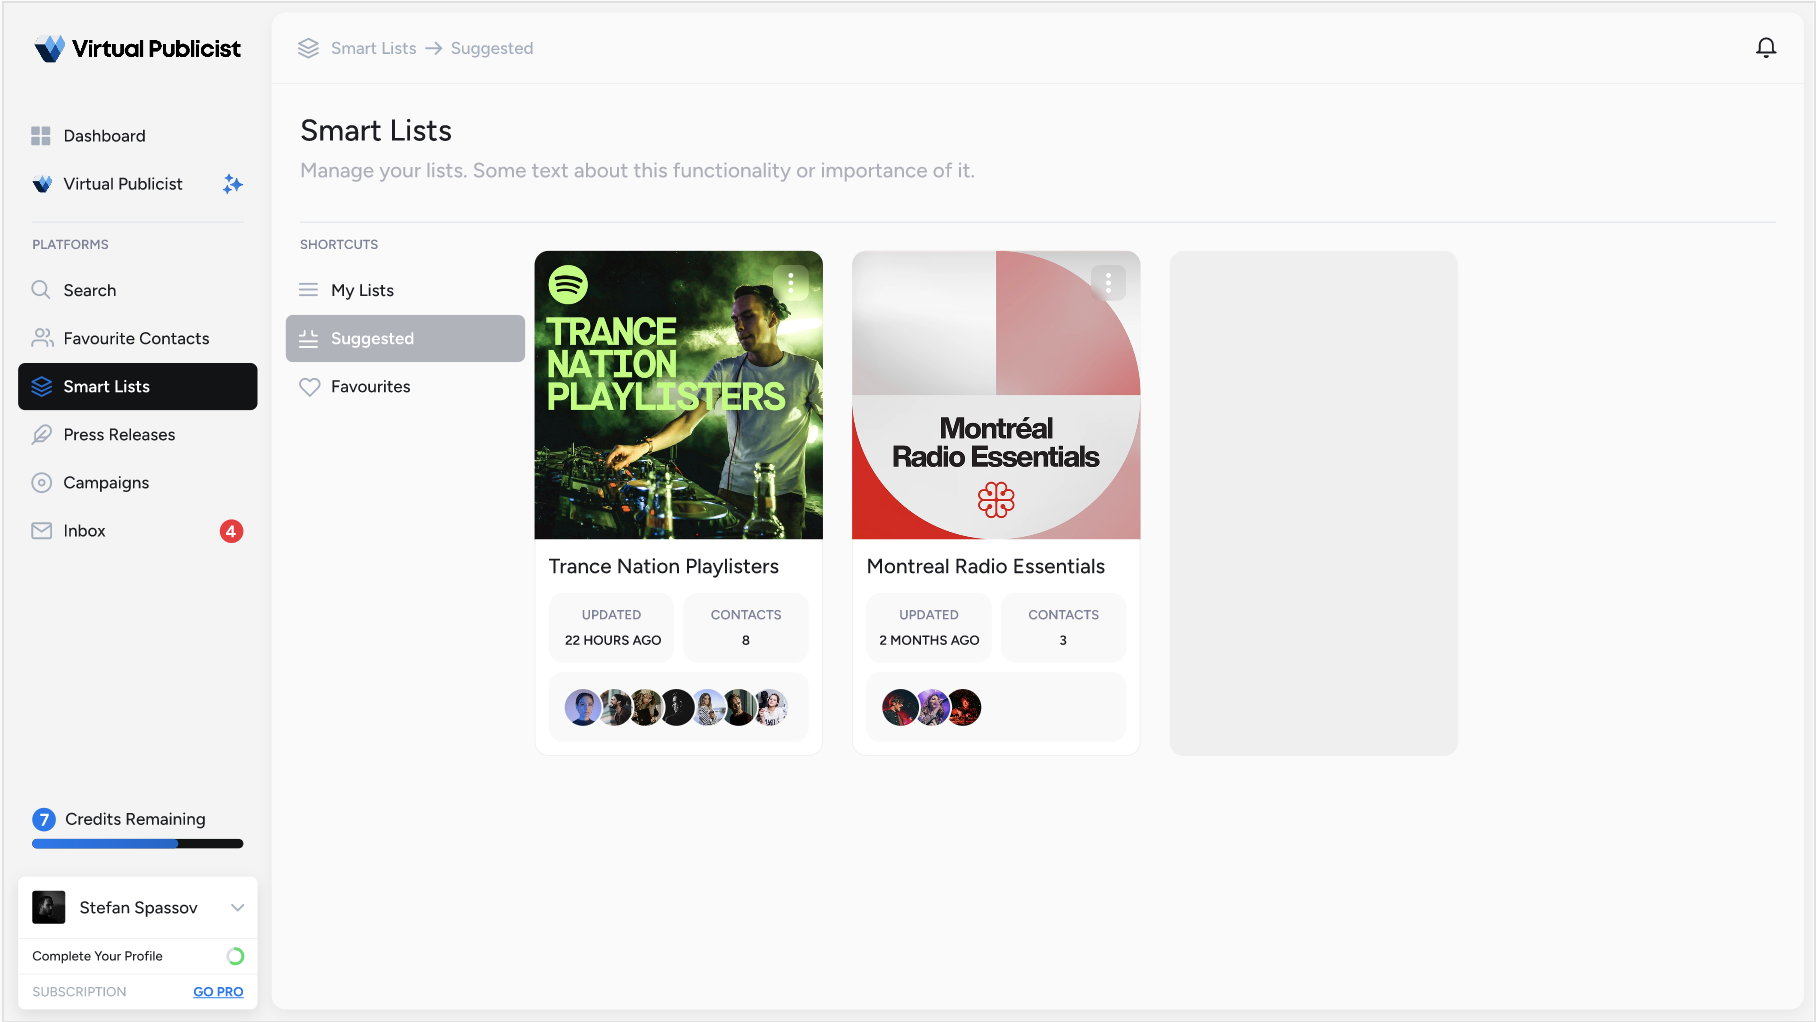 Virtual Publicist
Smart Lists → Suggested
Dashboard
Virtual Publicist
PLATFORMS
Search
Favourite Contacts
Smart Lists
Press Releases
Campaigns
Inbox
4
7
Credits Remaining
Stefan Spassov
Complete Your Profile
SUBSCRIPTION
GO PRO
Smart Lists
Manage your lists. Some text about this functionality or importance of it.
SHORTCUTS
My Lists
Suggested
Favourites
TRANCE
NATION
PLAYLISTERS
Trance Nation Playlisters
UPDATED
22 HOURS AGO
CONTACTS
8
Montréal
Radio Essentials
Montreal Radio Essentials
UPDATED
2 MONTHS AGO
CONTACTS
3